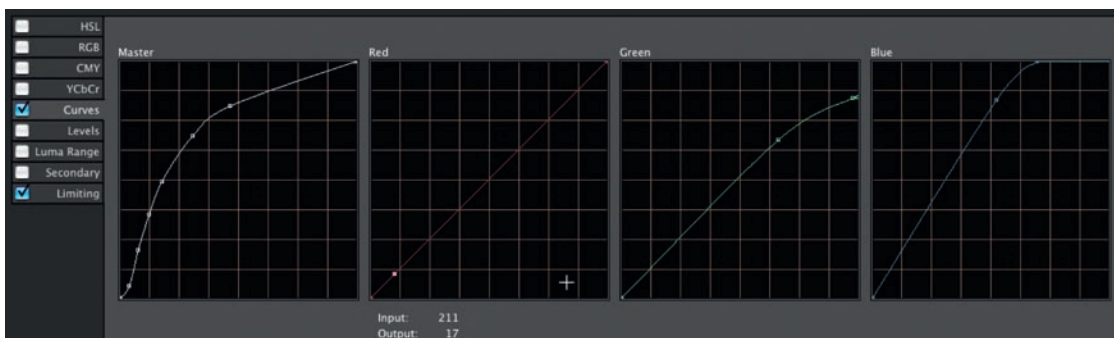 HSL
RGB
CMY
YCbCr
Curves
Levels
Luma Range
Secondary
Limiting
Master
Red
Green
Blue
Input: 211
Output: 17